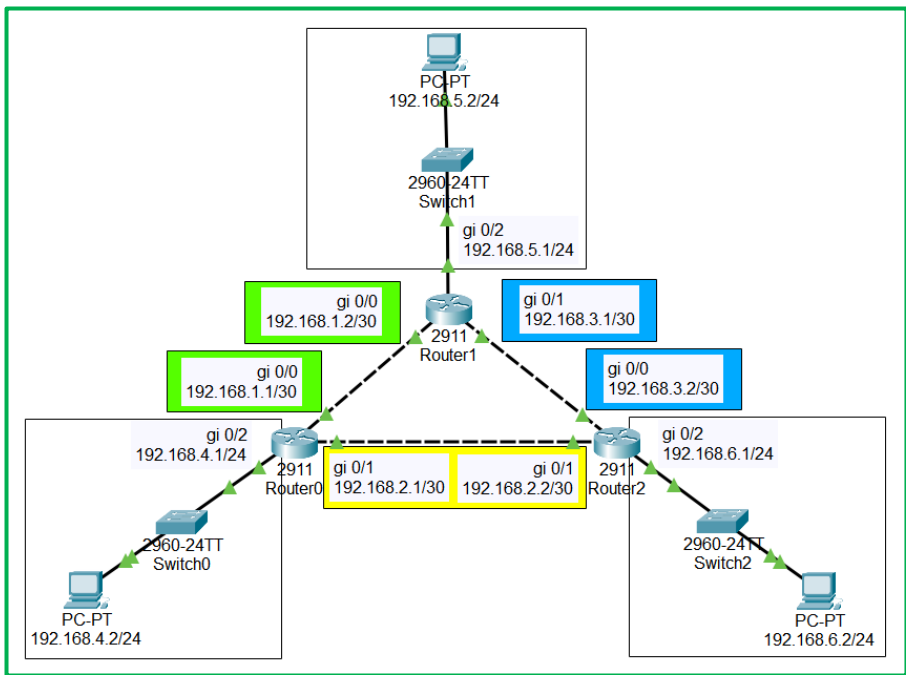 PC-PT
192.168.5.2/24
2960-24TT
Switch1
gi 0/2
192.168.5.1/24
gi 0/0
192.168.1.2/30
gi 0/1
192.168.3.1/30
2911
Router1
gi 0/0
192.168.1.1/30
gi 0/0
192.168.3.2/30
gi 0/2
192.168.4.1/24
2911
Router0
gi 0/1
192.168.2.1/30
gi 0/1
192.168.2.2/30
2911
Router2
gi 0/2
192.168.6.1/24
2960-24TT
Switch0
2960-24TT
Switch2
PC-PT
192.168.4.2/24
PC-PT
192.168.6.2/24